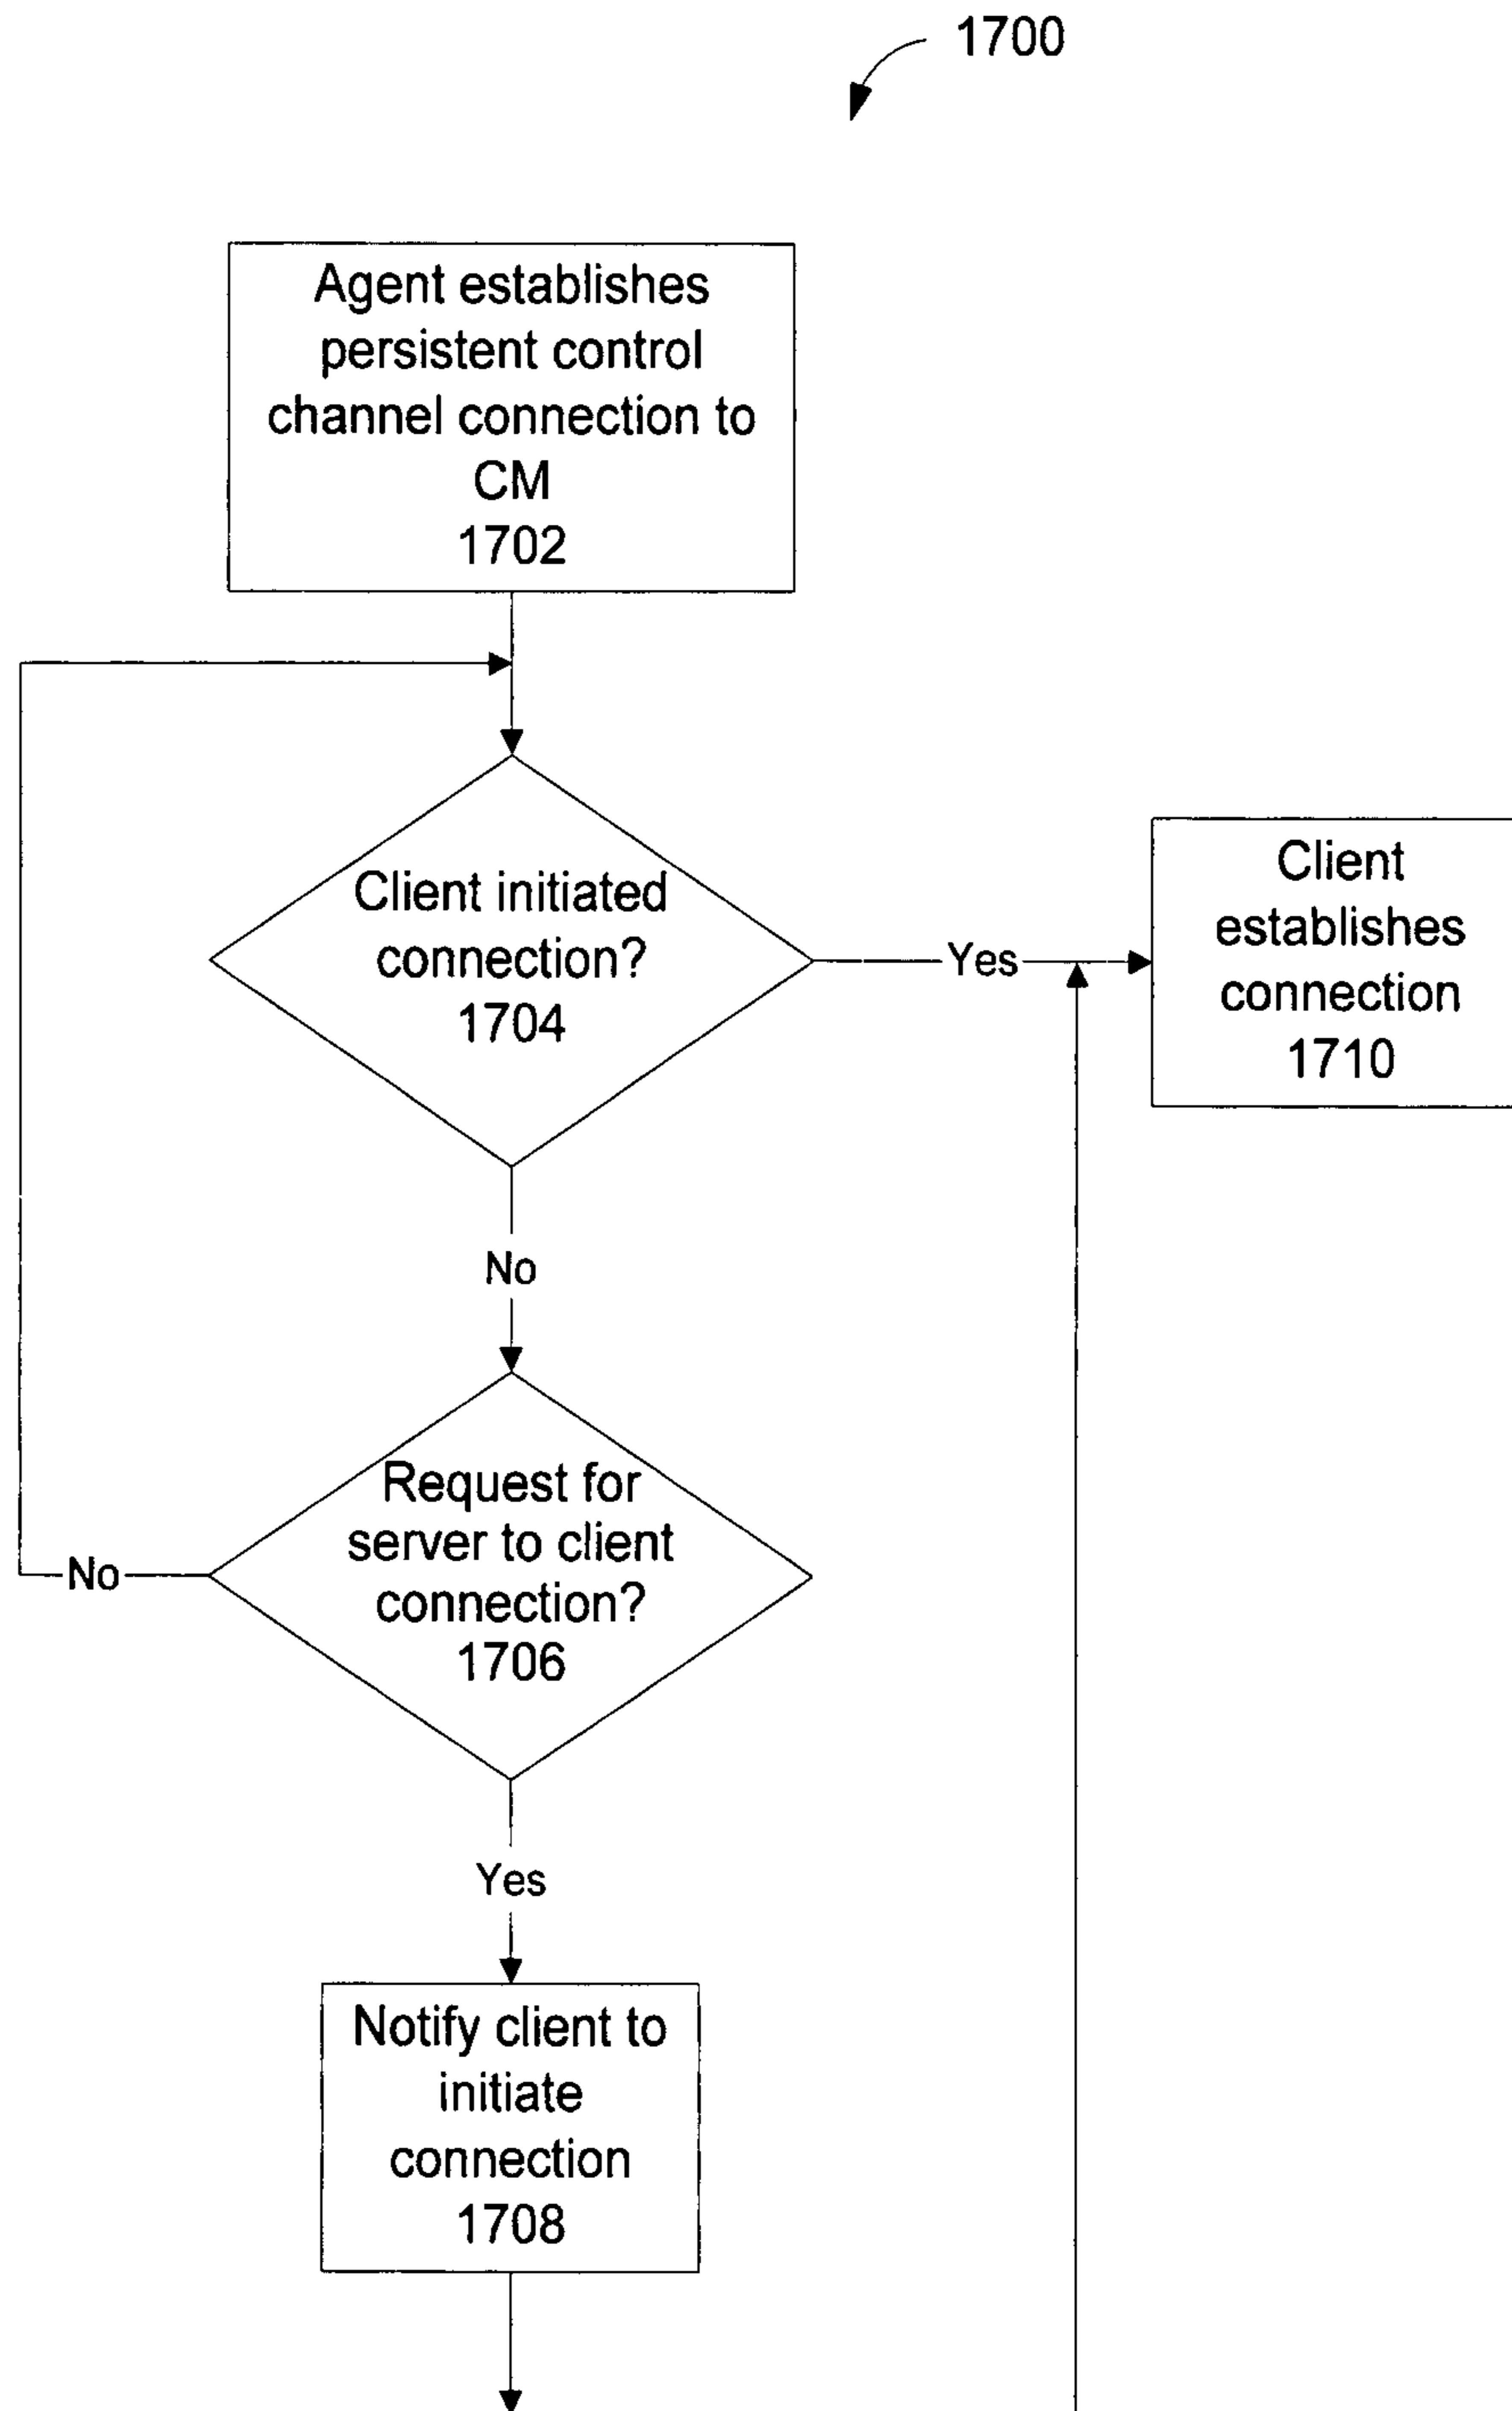 1700
Agent establishes
persistent control
channel connection to
CM
1702
Client initiated
connection?
1704
Yes
Client
establishes
connection
1710
No
Request for
server to client
connection?
1706
No
Yes
Notify client to
initiate
connection
1708